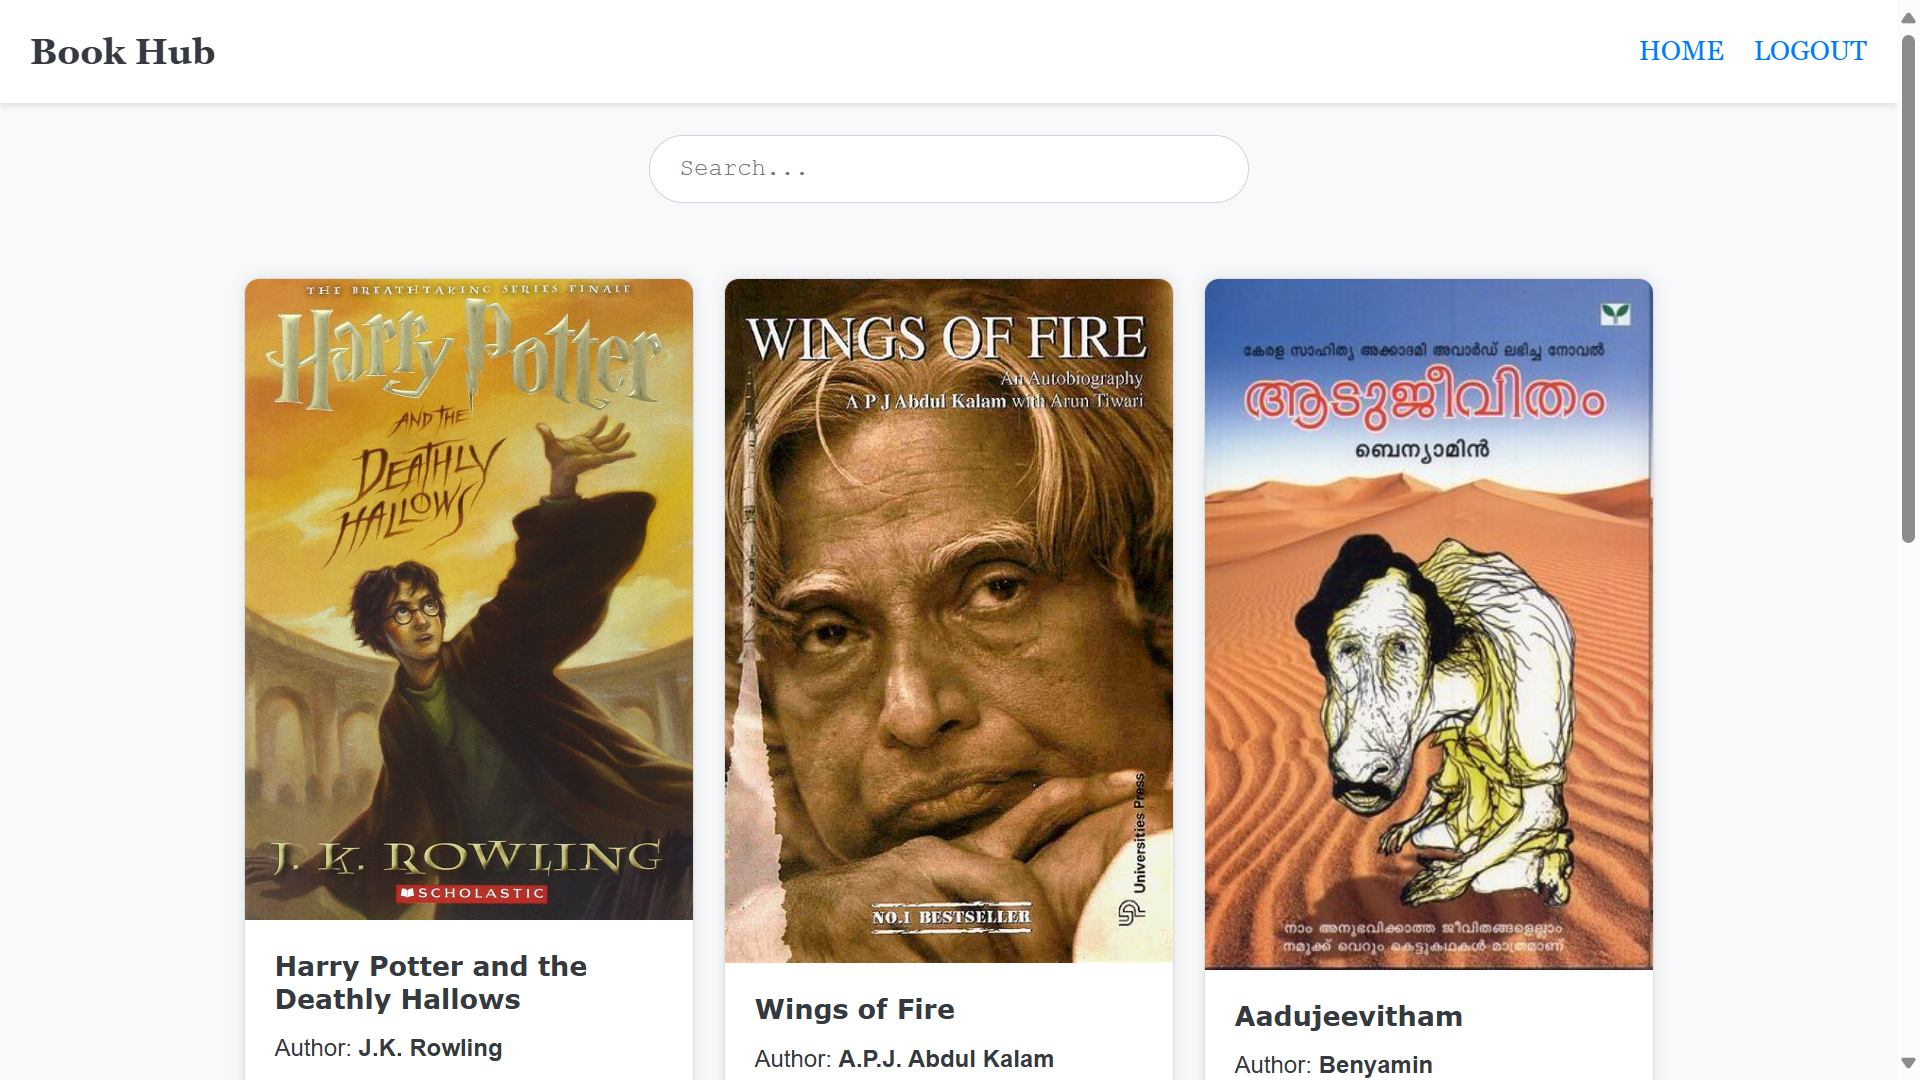 Book Hub
HOME
LOGOUT
Search...
THE BREATHTAKING SERIES FINALE
Harry Potter
AND THE
DEATHLY
HALLOWS
J. K. ROWLING
SCHOLASTIC
Harry Potter and the
Deathly Hallows
Author: J.K. Rowling
WINGS OF FIRE
An Autobiography
A P J Abdul Kalam with Arun Tiwari
Universities Press
NO.1 BESTSELLER
Wings of Fire
Author: A.P.J. Abdul Kalam
കേരള സാഹിത്യ അക്കാദമി അവാർഡ് ലഭിച്ച നോവൽ
ആടുജീവിതം
ബെന്യാമിൻ
നാം അനുഭവിക്കാത്ത ജീവിതങ്ങളെല്ലാം
നമുക്ക് വെറും കെട്ടുകഥകൾ മാത്രമാണ്
Aadujeevitham
Author: Benyamin